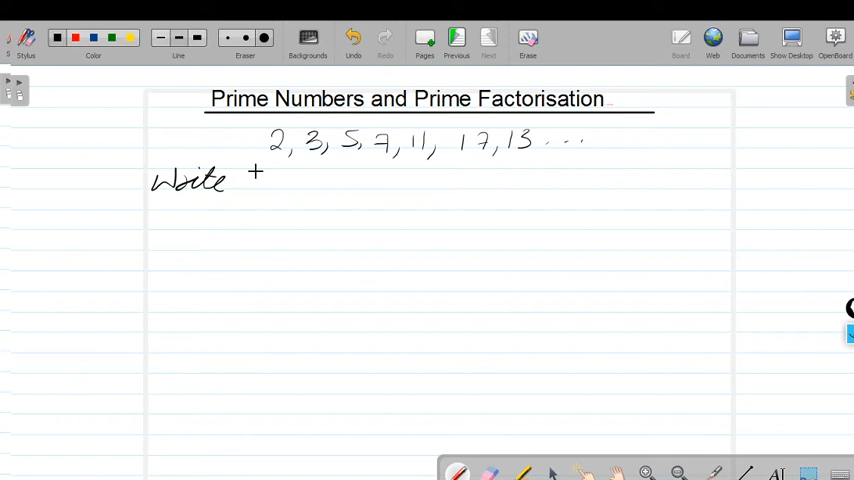 Stylus Color Line Eraser Backgrounds Undo Redo Pages Previous Next Erase Board Web Documents Show Desktop OpenBoard
Prime Numbers and Prime Factorisation
2, 3, 5, 7, 11, 17, 13 ...
Write